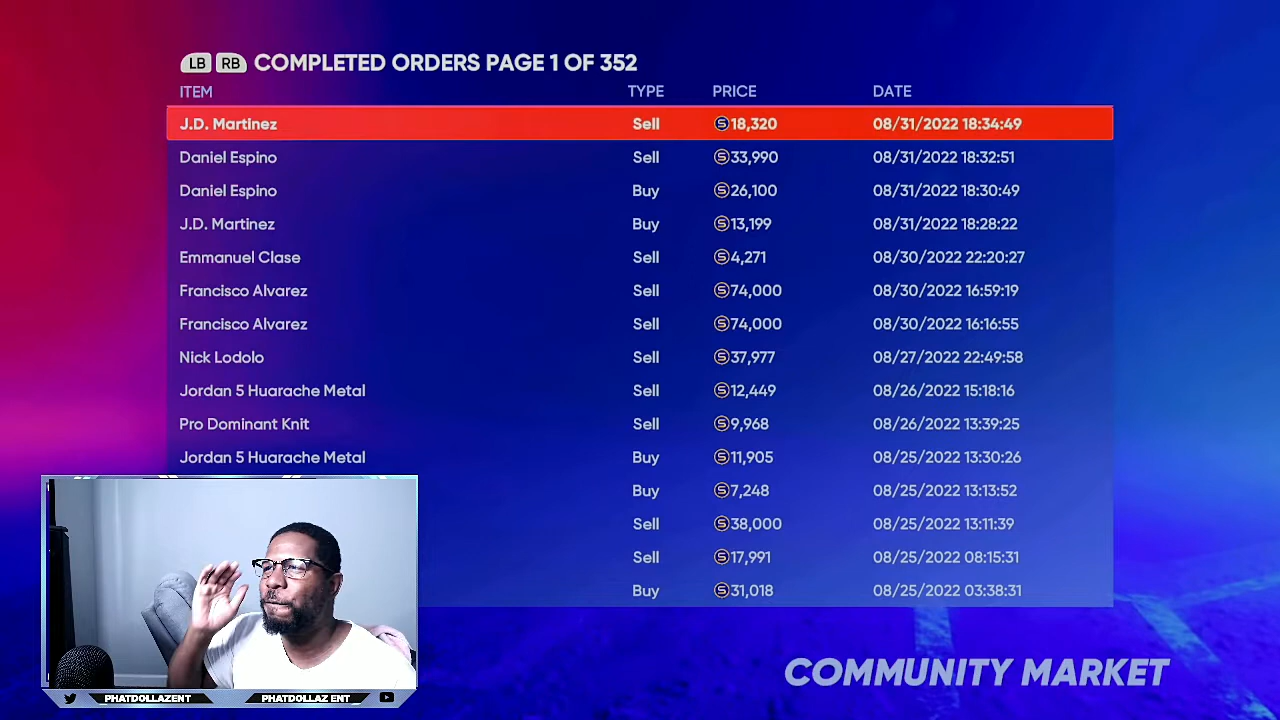 LB RB COMPLETED ORDERS PAGE 1 OF 352
ITEM TYPE PRICE DATE
J.D. Martinez Sell S 18,320 08/31/2022 18:34:49
Daniel Espino Sell S 33,990 08/31/2022 18:32:51
Daniel Espino Buy S 26,100 08/31/2022 18:30:49
J.D. Martinez Buy S 13,199 08/31/2022 18:28:22
Emmanuel Clase Sell S 4,271 08/30/2022 22:20:27
Francisco Alvarez Sell S 74,000 08/30/2022 16:59:19
Francisco Alvarez Sell S 74,000 08/30/2022 16:16:55
Nick Lodolo Sell S 37,977 08/27/2022 22:49:58
Jordan 5 Huarache Metal Sell S 12,449 08/26/2022 15:18:16
Pro Dominant Knit Sell S 9,968 08/26/2022 13:39:25
Jordan 5 Huarache Metal Buy S 11,905 08/25/2022 13:30:26
Buy S 7,248 08/25/2022 13:13:52
Sell S 38,000 08/25/2022 13:11:39
Sell S 17,991 08/25/2022 08:15:31
Buy S 31,018 08/25/2022 03:38:31
COMMUNITY MARKET
PHATDOLLAZENT PHATDOLLAZ ENT